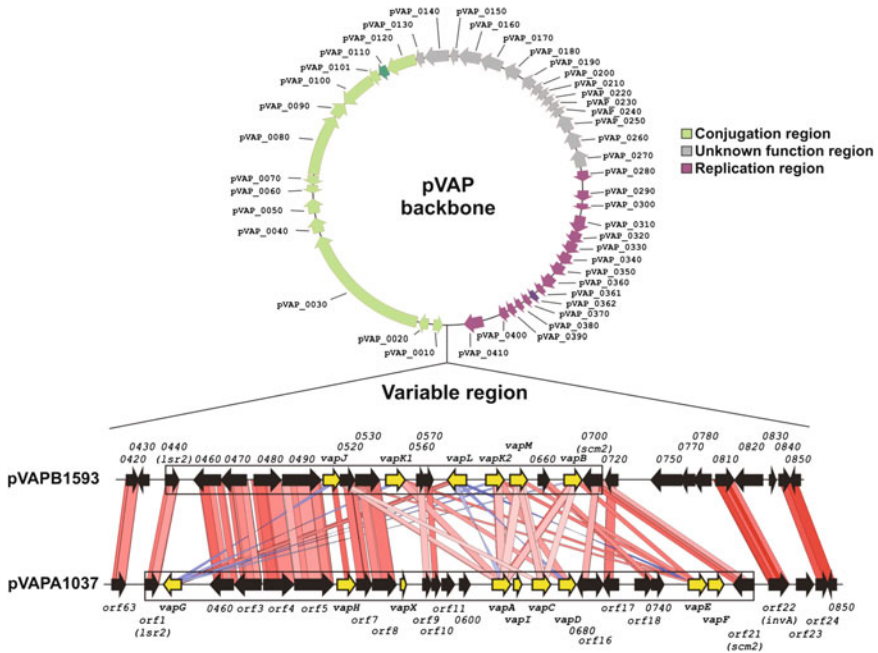 pVAP_0140
pVAP_0150
pVAP_0130
pVAP_0160
pVAP_0120
pVAP_0170
pVAP_0110
pVAP_0180
pVAP_0101
pVAP_0190
pVAP_0100
pVAP_0200
pVAP_0210
pVAP_0220
pVAP_0090
pVAP_0230
pVAP_0240
pVAP_0250
pVAP_0080
pVAP_0260
pVAP_0270
pVAP_0070
pVAP_0280
pVAP_0060
pVAP_0290
pVAP_0050
pVAP_0300
pVAP_0040
pVAP_0310
pVAP_0320
pVAP_0330
pVAP_0340
pVAP_0350
pVAP_0360
pVAP_0030
pVAP_0361
pVAP_0362
pVAP_0370
pVAP_0380
pVAP_0020
pVAP_0400
pVAP_0390
pVAP_0010
pVAP_0410
pVAP
backbone
Conjugation region
Unknown function region
Replication region
Variable region
0430
0420
0440
(lsr2)
0460
0470
0480
0490
vapJ
0520
0530
vapK1
0560
0570
vapL
vapK2
vapM
0660
vapB
0700
(scm2)
0720
0750
0770
0780
0810
0820
0830
0840
0850
pVAPB1593
pVAPA1037
orf63
orf1
(lsr2)
vapG
0460
orf3
orf4
orf5
vapH
orf7
orf8
vapX
orf9
orf10
orf11
0600
vapA
vapI
vapC
vapD
0680
orf16
orf17
orf18
0740
vapE
vapF
orf21
(scm2)
orf22
(invA)
orf23
orf24
0850